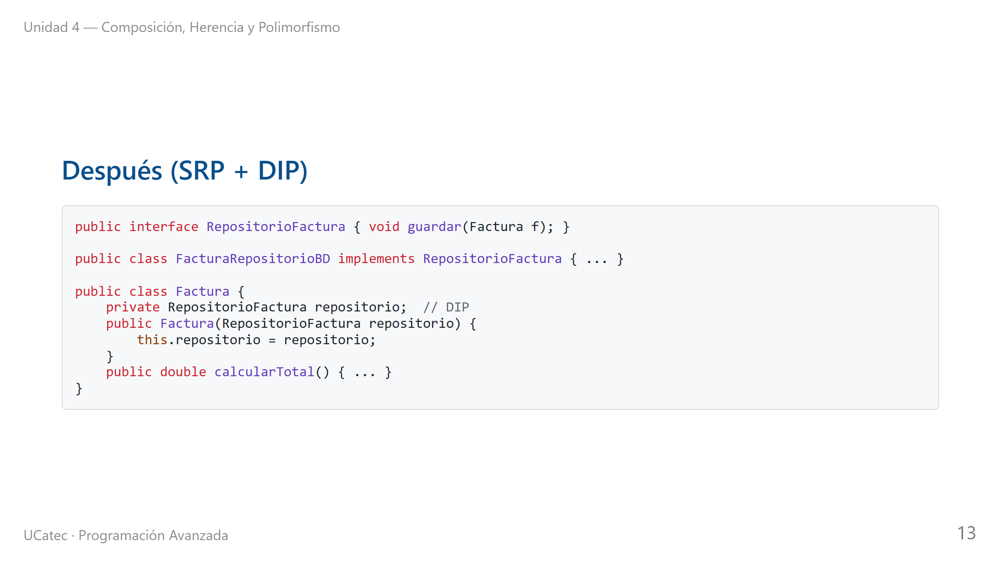 Unidad 4 — Composición, Herencia y Polimorfismo
Después (SRP + DIP)
public interface RepositorioFactura { void guardar(Factura f); }
public class FacturaRepositorioBD implements RepositorioFactura { ... }
public class Factura {
    private RepositorioFactura repositorio;  // DIP
    public Factura(RepositorioFactura repositorio) {
        this.repositorio = repositorio;
    }
    public double calcularTotal() { ... }
}
UCatec · Programación Avanzada
13